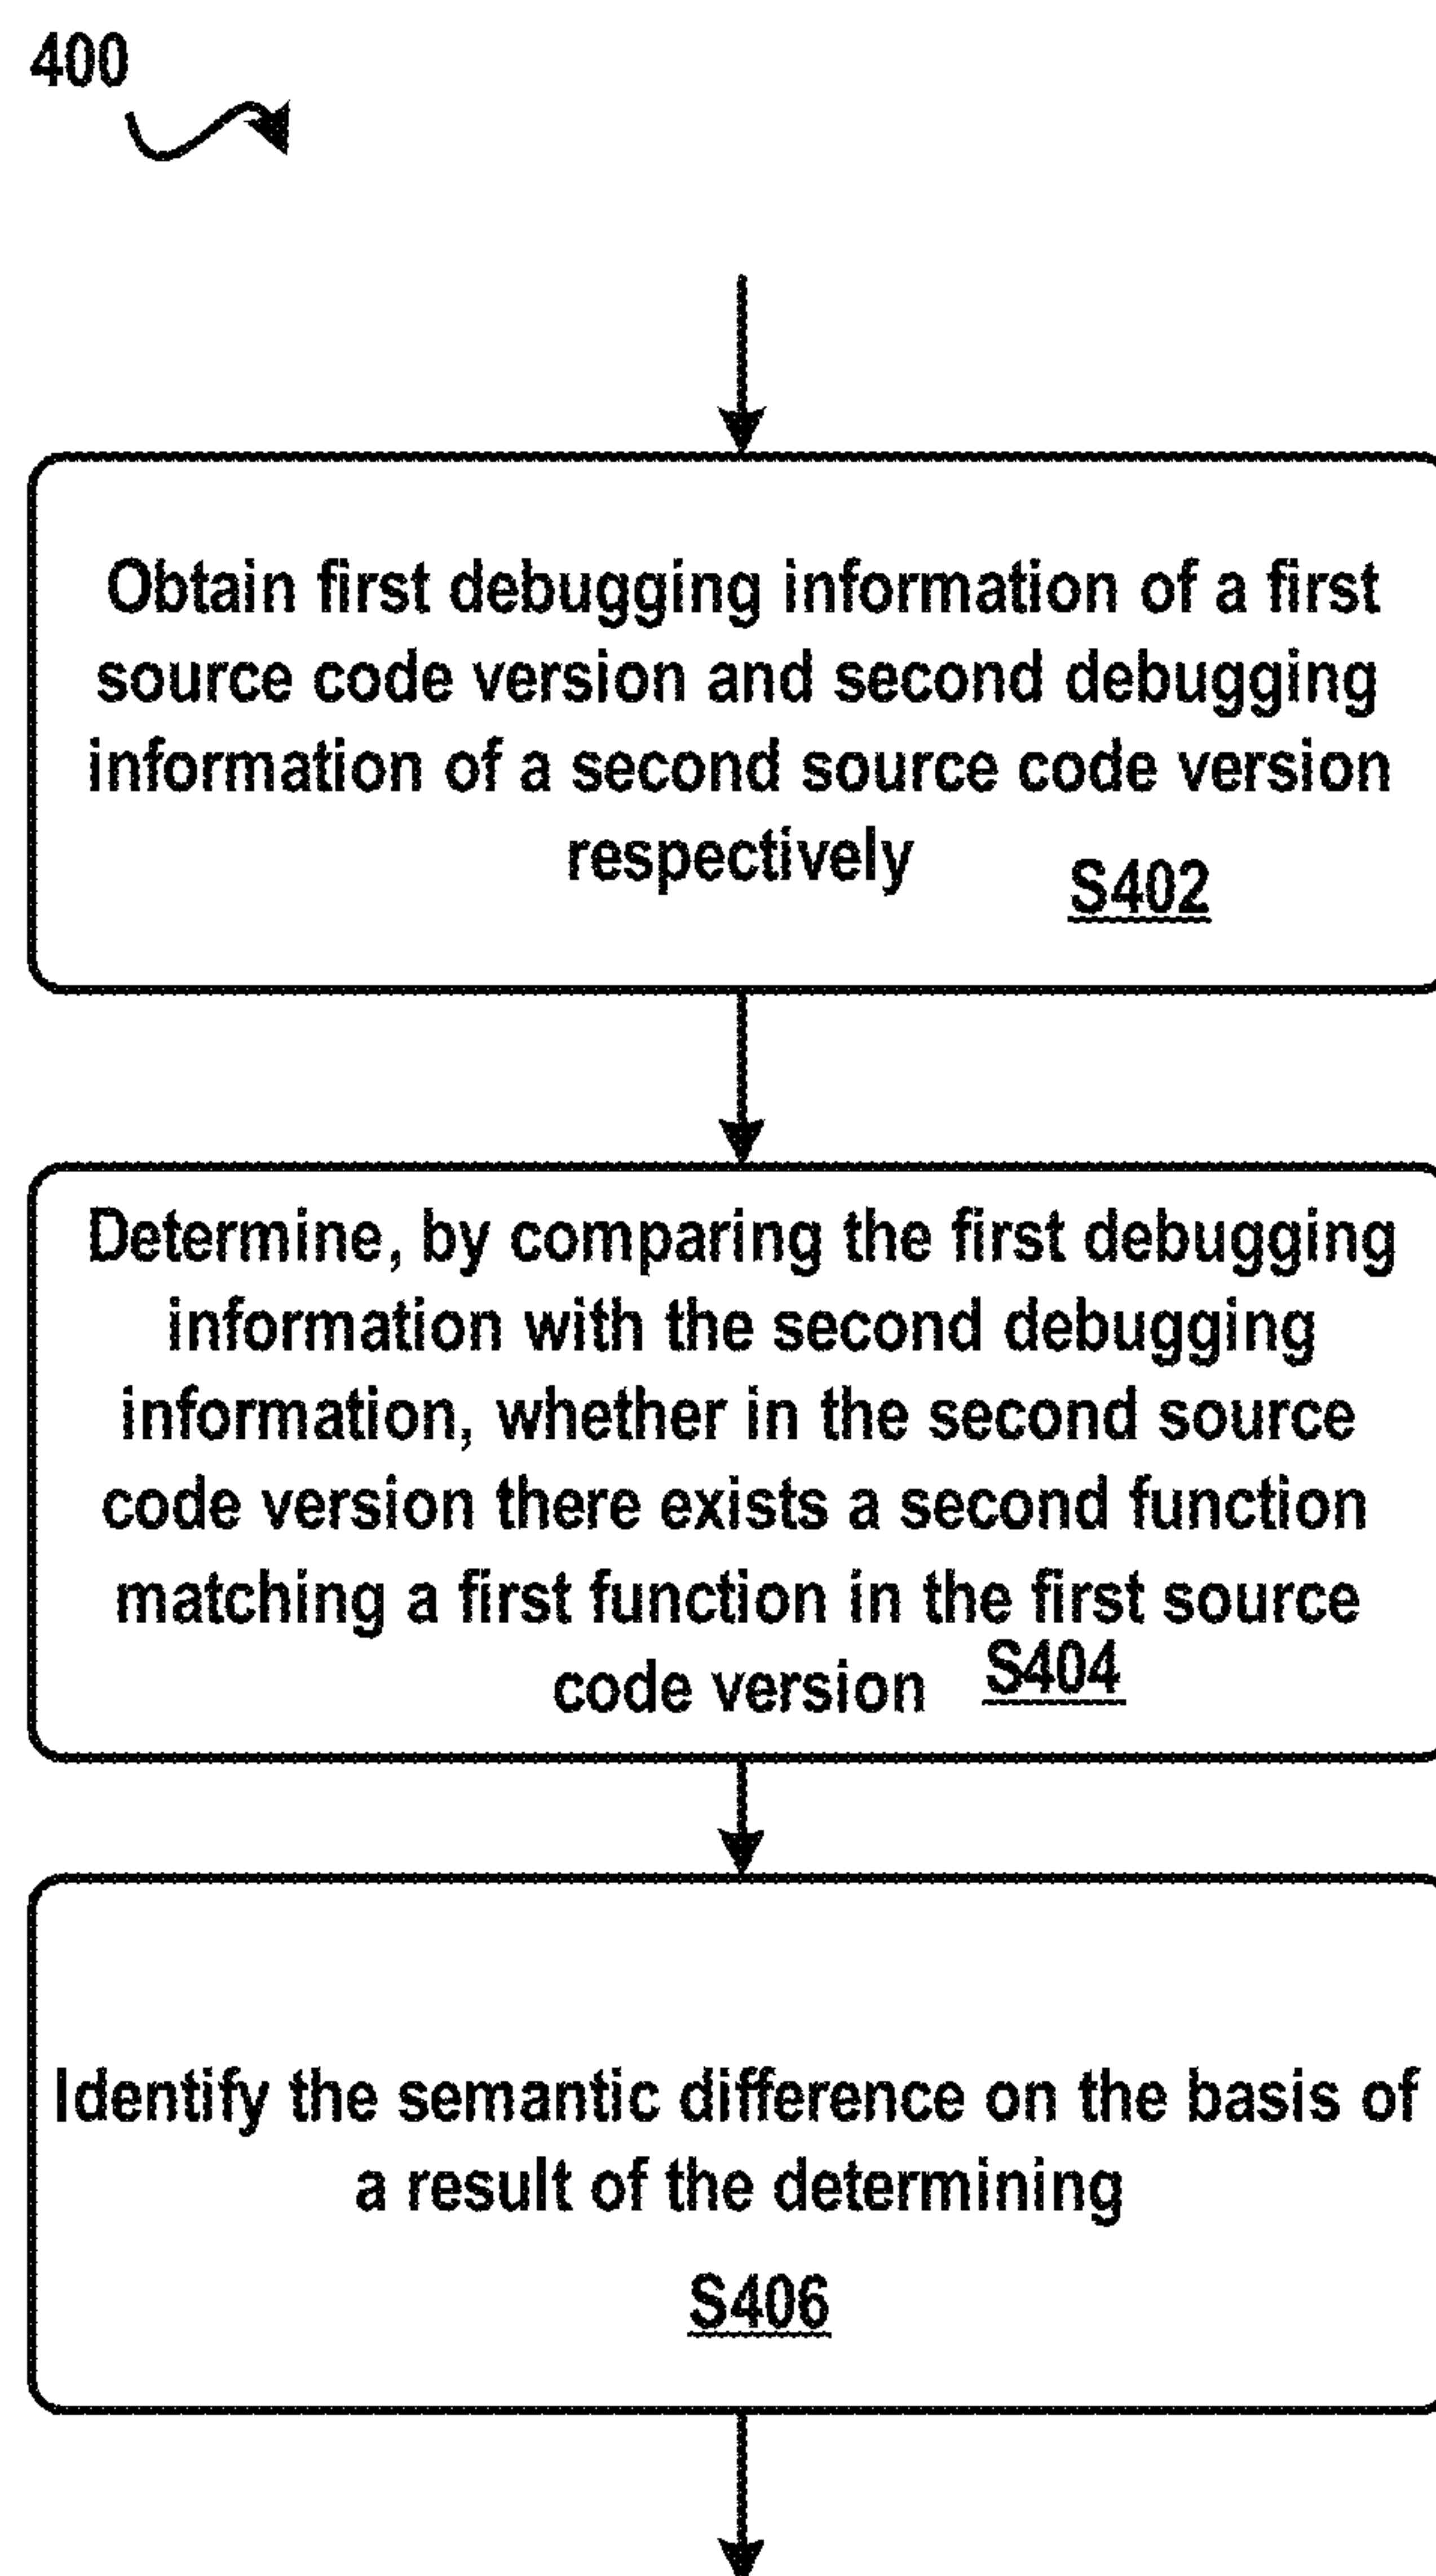 400
Obtain first debugging information of a first
source code version and second debugging
information of a second source code version
respectively
S402
Determine, by comparing the first debugging
information with the second debugging
information, whether in the second source
code version there exists a second function
matching a first function in the first source
code version
S404
Identify the semantic difference on the basis of
a result of the determining
S406